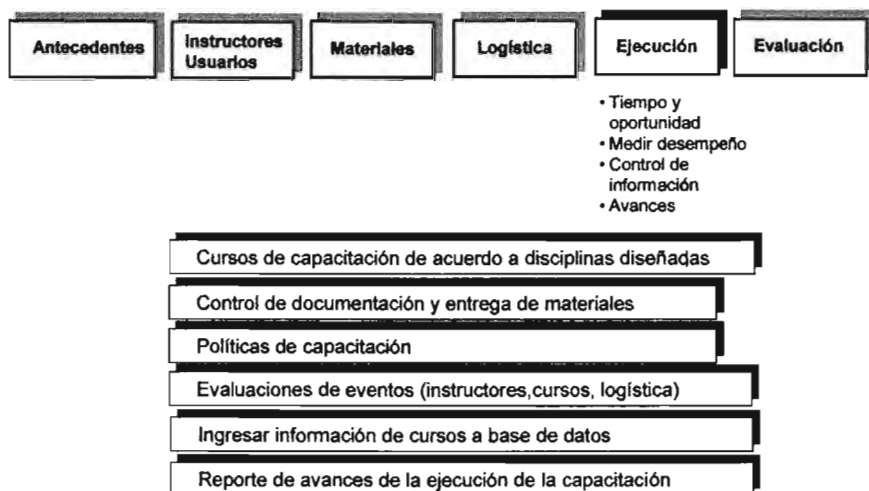 Antecedentes
Instructores
Usuarios
Materiales
Logística
Ejecución
Evaluación
• Tiempo y
oportunidad
• Medir desempeño
• Control de
información
• Avances
Cursos de capacitación de acuerdo a disciplinas diseñadas
Control de documentación y entrega de materiales
Políticas de capacitación
Evaluaciones de eventos (instructores,cursos, logística)
Ingresar información de cursos a base de datos
Reporte de avances de la ejecución de la capacitación